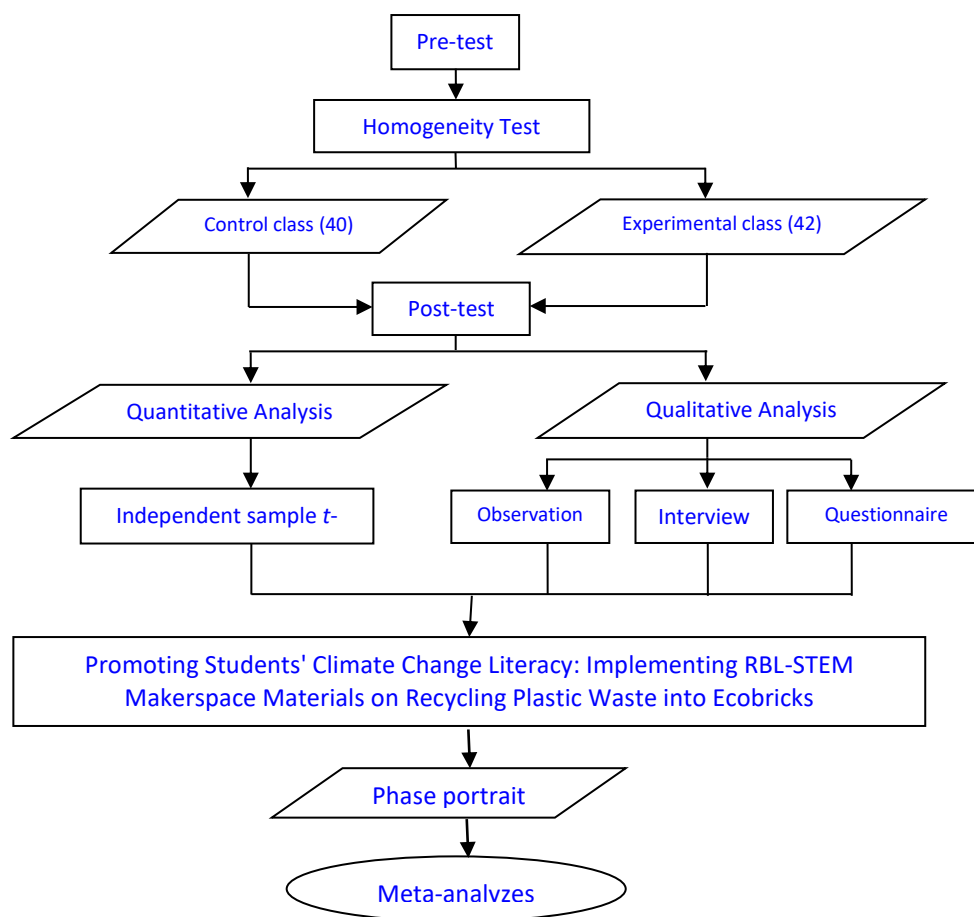 Pre-test
Homogeneity Test
Control class (40)
Experimental class (42)
Post-test
Quantitative Analysis
Qualitative Analysis
Independent sample t-
Observation
Interview
Questionnaire
Promoting Students' Climate Change Literacy: Implementing RBL-STEM
Makerspace Materials on Recycling Plastic Waste into Ecobricks
Phase portrait
Meta-analyzes